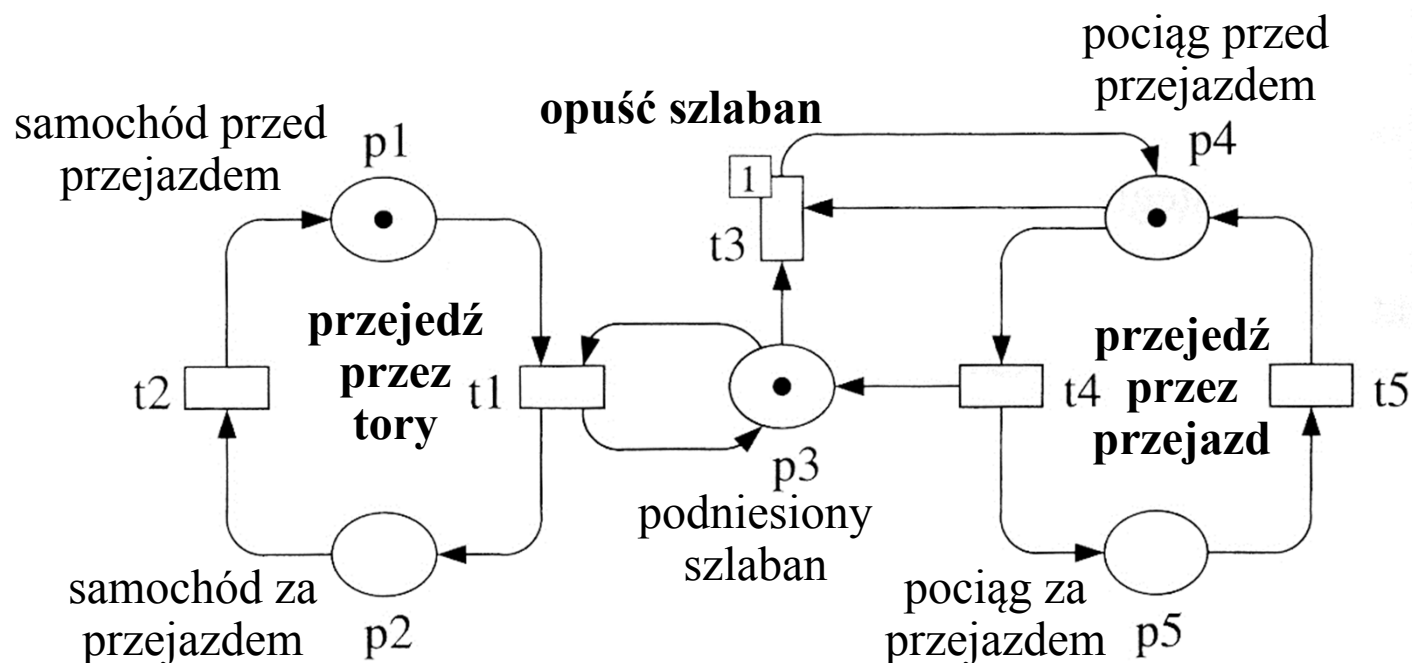 pociąg przed
przejazdem
p4
opuść szlaban
samochód przed
przejazdem
p1
1
t3
przejedź
przez
tory
t2
t1
p3
podniesiony
szlaban
przejedź
przez
przejazd
t4
t5
samochód za
przejazdem
p2
pociąg za
przejazdem
p5